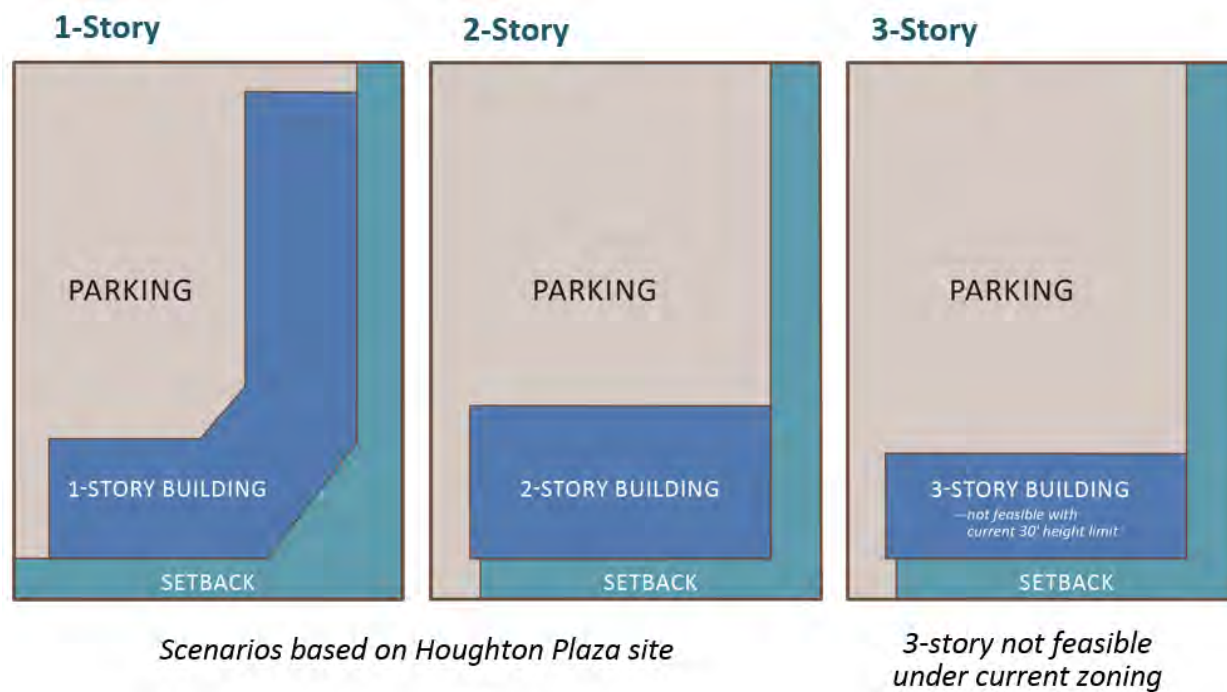 1-Story
2-Story
3-Story
PARKING
PARKING
PARKING
1-STORY BUILDING
2-STORY BUILDING
3-STORY BUILDING
—not feasible with
current 30' height limit
SETBACK
SETBACK
SETBACK
Scenarios based on Houghton Plaza site
3-story not feasible
under current zoning